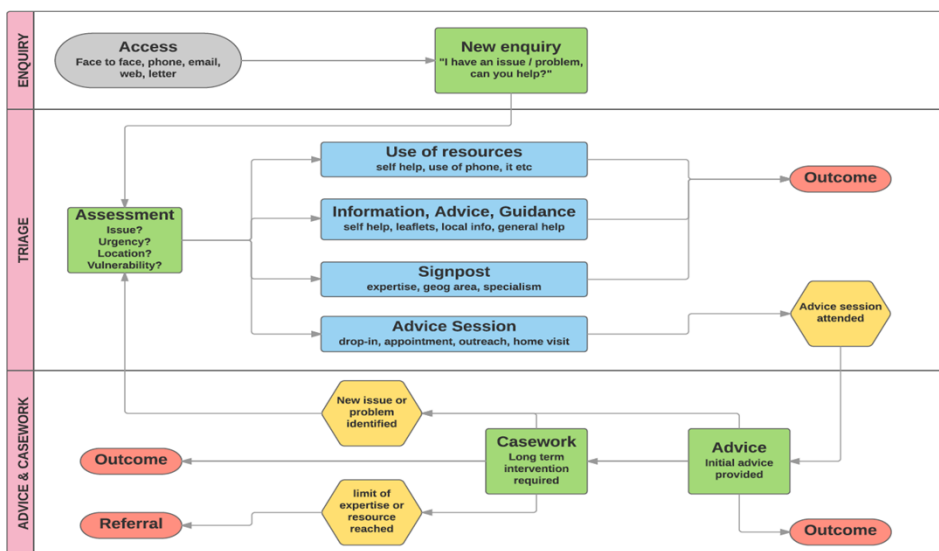 ENQUIRY
Access
Face to face, phone, email,
web, letter
New enquiry
"I have an issue / problem,
can you help?"
TRIAGE
Assessment
Issue?
Urgency?
Location?
Vulnerability?
Use of resources
self help, use of phone, it etc
Information, Advice, Guidance
self help, leaflets, local info, general help
Signpost
expertise, geog area, specialism
Advice Session
drop-in, appointment, outreach, home visit
Outcome
Advice session
attended
ADVICE & CASEWORK
New issue or
problem
identified
Outcome
Casework
Long term
intervention
required
Advice
Initial advice
provided
limit of
expertise or
resource
reached
Referral
Outcome